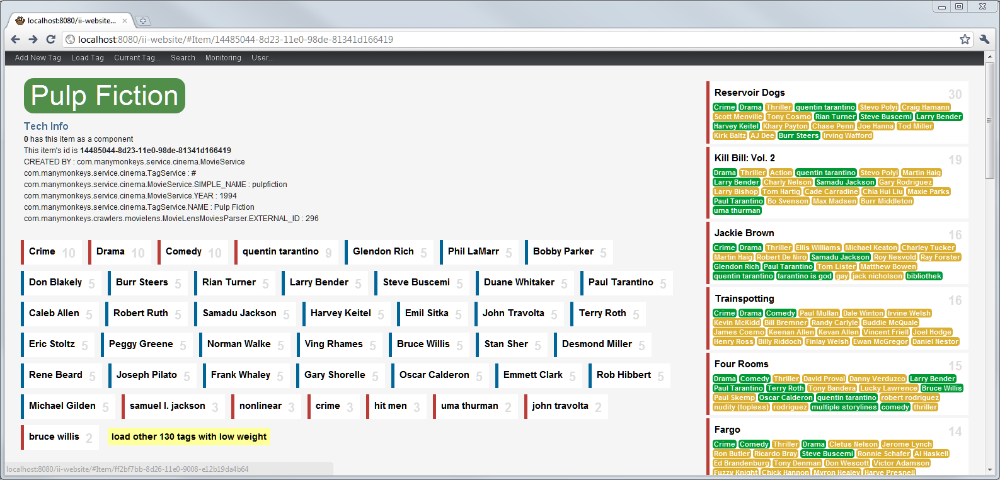 localhost:8080/ii-website...
localhost:8080/ii-website/#Item/14485044-8d23-11e0-98de-81341d166419
Add New Tag Load Tag Current Tag... Search Monitoring User...
Pulp Fiction
Tech Info
0 has this item as a component
This item's id is 14485044-8d23-11e0-98de-81341d166419
CREATED BY : com.manymonkeys.service.cinema.MovieService
com.manymonkeys.service.cinema.TagService : #
com.manymonkeys.service.cinema.MovieService.SIMPLE_NAME : pulpfiction
com.manymonkeys.service.cinema.MovieService.YEAR : 1994
com.manymonkeys.service.cinema.TagService.NAME : Pulp Fiction
com.manymonkeys.crawlers.movielens.MovieLensMoviesParser.EXTERNAL_ID : 296
Crime 10 Drama 10 Comedy 10 quentin tarantino 9 Glendon Rich 5 Phil LaMarr 5 Bobby Parker 5
Don Blakely 5 Burr Steers 5 Rian Turner 5 Larry Bender 5 Steve Buscemi 5 Duane Whitaker 5 Paul Tarantino 5
Caleb Allen 5 Robert Ruth 5 Samadu Jackson 5 Harvey Keitel 5 Emil Sitka 5 John Travolta 5 Terry Roth 5
Eric Stoltz 5 Peggy Greene 5 Norman Walke 5 Ving Rhames 5 Bruce Willis 5 Stan Sher 5 Desmond Miller 5
Rene Beard 5 Joseph Pilato 5 Frank Whaley 5 Gary Shorelle 5 Oscar Calderon 5 Emmett Clark 5 Rob Hibbert 5
Michael Gilden 5 samuel l. jackson 3 nonlinear 3 crime 3 hit men 3 uma thurman 2 john travolta 2
bruce willis 2 load other 130 tags with low weight
Reservoir Dogs 30
Crime Drama Thriller quentin tarantino Stevo Polyi Craig Hamann
Scott Menville Tony Cosmo Rian Turner Steve Buscemi Larry Bender
Harvey Keitel Khary Payton Chase Penn Joe Hanna Tod Miller
Kirk Baltz AJ Dee Burr Steers Irving Wafford
Kill Bill: Vol. 2 19
Drama Thriller Action quentin tarantino Stevo Polyi Martin Haig
Larry Bender Charly Nelson Samadu Jackson Gary Rodriguez
Larry Bishop Tom Hartig Cade Carradine Chia Hui Liu Maxie Parks
Paul Tarantino Bo Svenson Max Madsen Burr Middleton
uma thurman
Jackie Brown 16
Crime Drama Thriller Ellis Williams Michael Keaton Charley Tucker
Martin Haig Robert De Niro Samadu Jackson Roy Nesvold Ray Forster
Glendon Rich Paul Tarantino Tom Lister Matthew Bowen
quentin tarantino tarantino is god gay jack nicholson bibliothek
Trainspotting 16
Crime Drama Comedy Paul Mullan Dale Winton Irvine Welsh
Kevin McKidd Bill Bremner Randy Carlyle Buddie McQuale
James Cosmo Keenan Allen Kevan Allen Vincent Friell Joel Hodge
Henry Ross Billy Riddoch Finlay Welsh Ewan McGregor Daniel Nestor
Four Rooms 15
Drama Comedy Thriller David Proval Danny Verduzco Larry Bender
Paul Tarantino Terry Roth Tony Bandera Lucky Lawrence Bruce Willis
Paul Skemp Oscar Calderon quentin tarantino robert rodriguez
nudity (topless) rodriguez multiple storylines comedy thriller
Fargo 14
Crime Comedy Thriller Drama Cletus Nelson Jerome Lynch
Ron Butler Ricardo Bray Steve Buscemi Ronnie Schafer Al Haskell
Ed Brandenburg Tony Denman Don Wescott Victor Adamson
Fuzzy Knight Chick Hannon Myron Healey Harve Presnell
localhost:8080/ii-website/#Item/ff2bf7bb-8d26-11e0-9008-e12b19da4b64